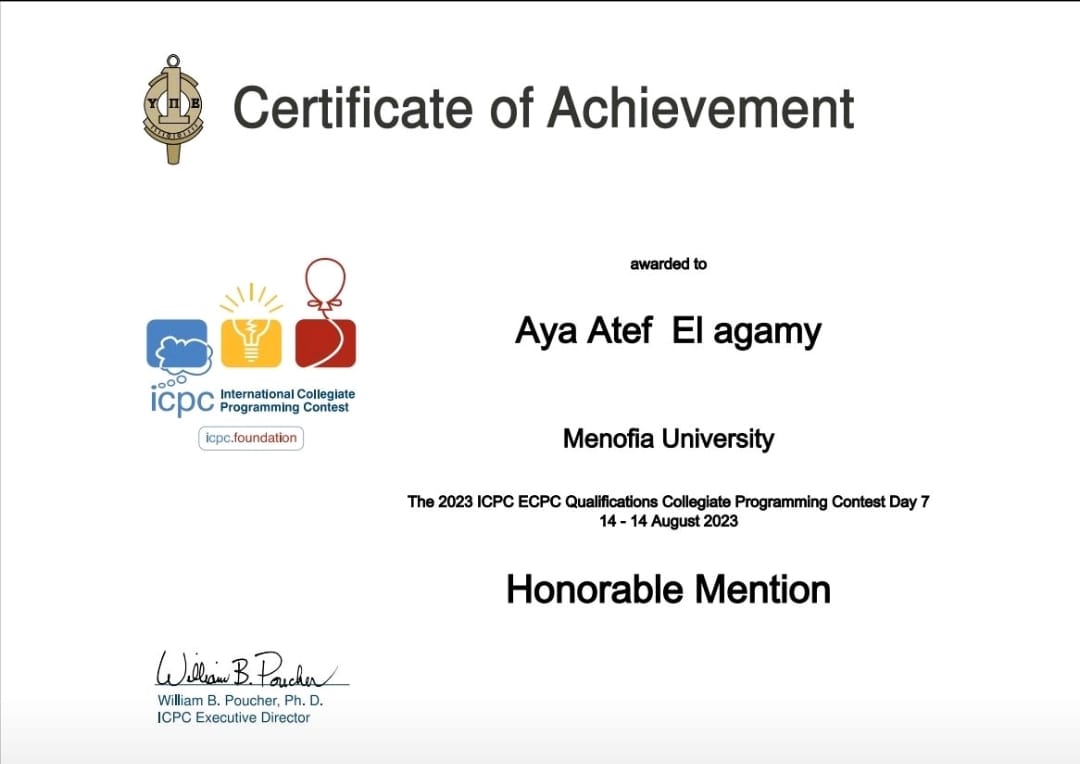 Y Π E
Certificate of Achievement
awarded to
Aya Atef  El agamy
icpc International Collegiate
Programming Contest
icpc.foundation
Menofia University
The 2023 ICPC ECPC Qualifications Collegiate Programming Contest Day 7
14 - 14 August 2023
Honorable Mention
William B. Poucher
William B. Poucher, Ph. D.
ICPC Executive Director